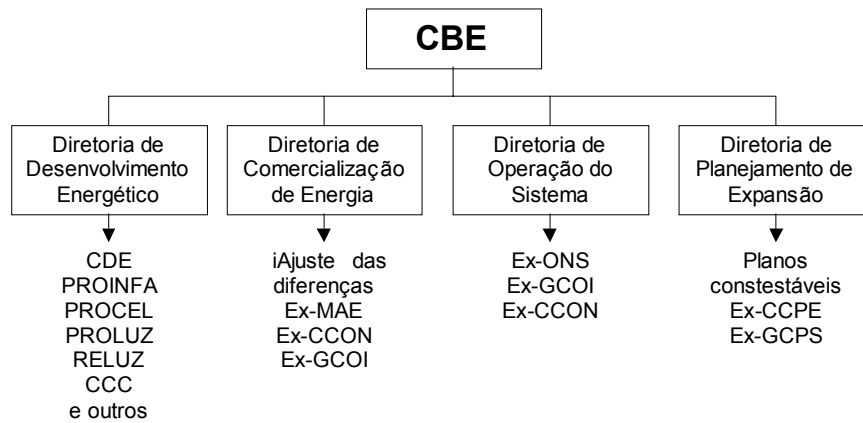 CBE
Diretoria de
Desenvolvimento
Energético
CDE
PROINFA
PROCEL
PROLUZ
RELUZ
CCC
e outros
Diretoria de
Comercialização
de Energia
iAjuste das
diferenças
Ex-MAE
Ex-CCON
Ex-GCOI
Diretoria de
Operação do
Sistema
Ex-ONS
Ex-GCOI
Ex-CCON
Diretoria de
Planejamento de
Expansão
Planos
constestáveis
Ex-CCPE
Ex-GCPS